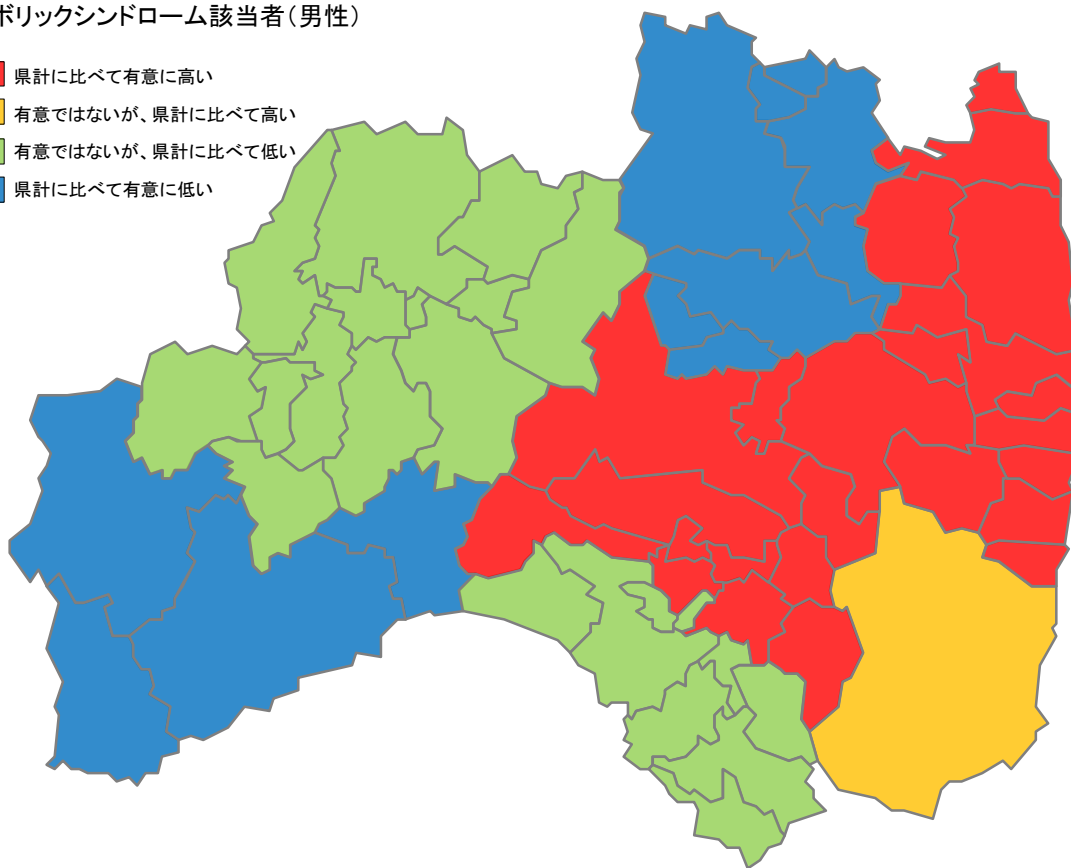 ボリックシンドローム該当者（男性）
県計に比べて有意に高い
有意ではないが、県計に比べて高い
有意ではないが、県計に比べて低い
県計に比べて有意に低い